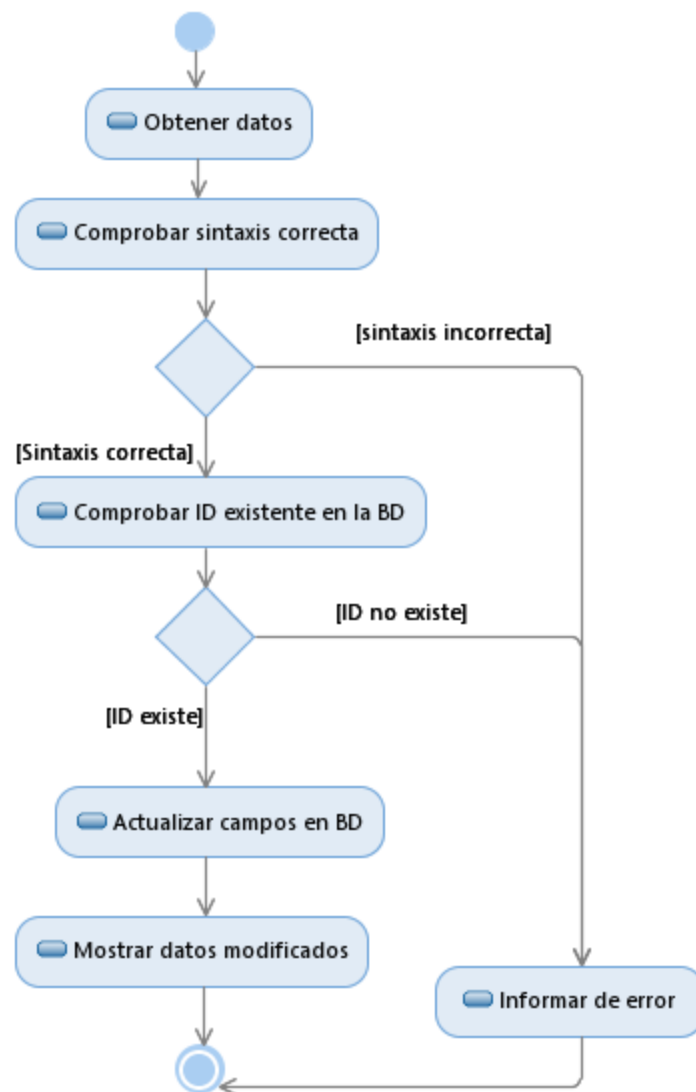 Obtener datos
Comprobar sintaxis correcta
[sintaxis incorrecta]
[Sintaxis correcta]
Comprobar ID existente en la BD
[ID no existe]
[ID existe]
Actualizar campos en BD
Mostrar datos modificados
Informar de error